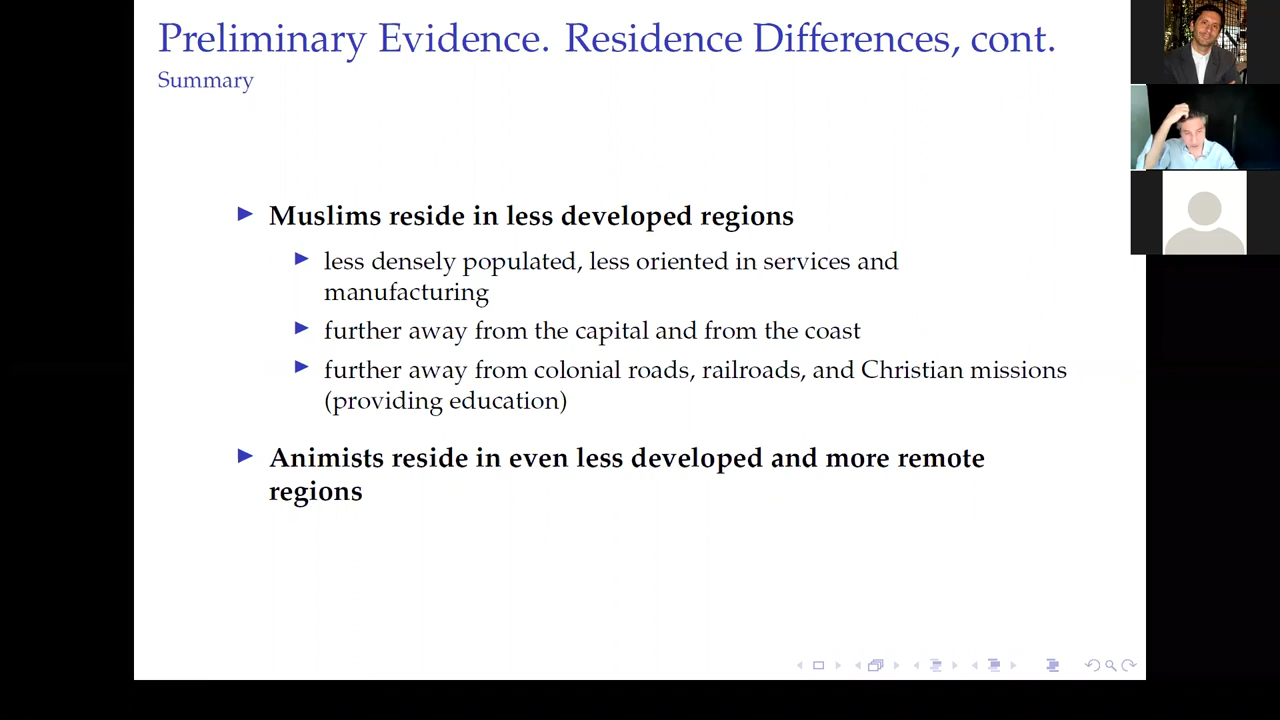 Preliminary Evidence. Residence Differences, cont.
Summary
Muslims reside in less developed regions
less densely populated, less oriented in services and
manufacturing
further away from the capital and from the coast
further away from colonial roads, railroads, and Christian missions
(providing education)
Animists reside in even less developed and more remote
regions